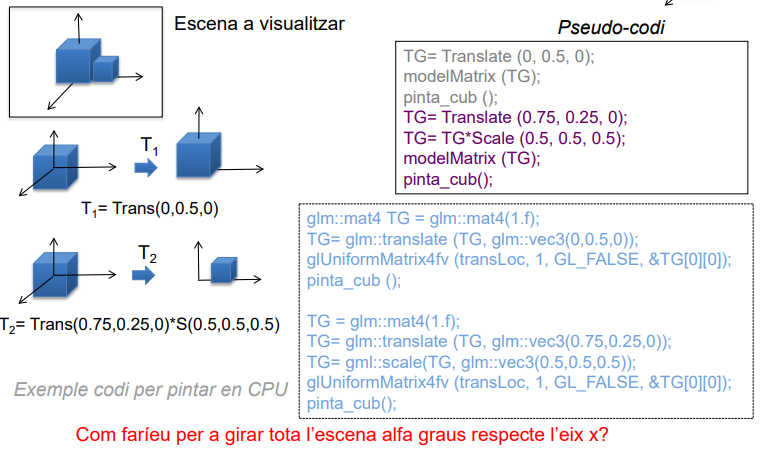 Escena a visualitzar
Pseudo-codi
TG= Translate (0, 0.5, 0);
modelMatrix (TG);
pinta_cub ();
TG= Translate (0.75, 0.25, 0);
TG= TG*Scale (0.5, 0.5, 0.5);
modelMatrix (TG);
pinta_cub();
T1
T1= Trans(0,0.5,0)
T2
T2= Trans(0.75,0.25,0)*S(0.5,0.5,0.5)
glm::mat4 TG = glm::mat4(1.f);
TG= glm::translate (TG, glm::vec3(0,0.5,0));
glUniformMatrix4fv (transLoc, 1, GL_FALSE, &TG[0][0]);
pinta_cub ();
TG = glm::mat4(1.f);
TG= glm::translate (TG, glm::vec3(0.75,0.25,0));
TG= gml::scale(TG, glm::vec3(0.5,0.5,0.5));
glUniformMatrix4fv (transLoc, 1, GL_FALSE, &TG[0][0]);
pinta_cub();
Exemple codi per pintar en CPU
Com faríeu per a girar tota l'escena alfa graus respecte l'eix x?